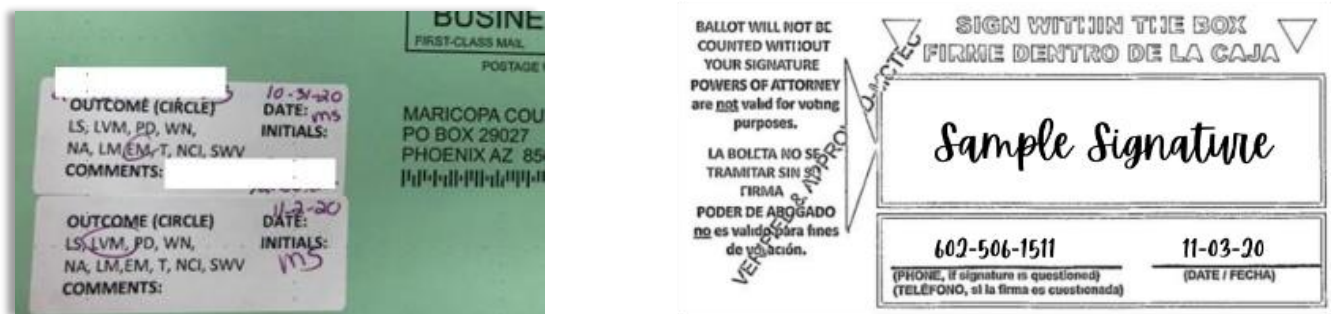 BUSINE
FIRST-CLASS MAIL
POSTAGE
MARICOPA COU
PO BOX 29027
PHOENIX AZ 85
10-31-20
OUTCOME (CIRCLE) DATE: ms
LS, LVM, PD, WN, INITIALS:
NA, LM, EM, T, NCI, SWV
COMMENTS:
11-2-20
OUTCOME (CIRCLE) DATE:
LS, LVM, PD, WN, INITIALS:
NA, LM,EM, T, NCI, SWV ms
COMMENTS:
BALLOT WILL NOT BE
COUNTED WITHOUT
YOUR SIGNATURE
POWERS OF ATTORNEY
are not valid for voting
purposes.
LA BOLETA NO SE
TRAMITAR SIN SU
FIRMA
PODER DE ABOGADO
no es valido para fines
de votación.
VERIFIED & APPROVED MCTEC
SIGN WITHIN THE BOX
FIRME DENTRO DE LA CAJA
Sample Signature
602-506-1511 11-03-20
(PHONE, if signature is questioned) (DATE / FECHA)
(TELÉFONO, si la firma es cuestionada)